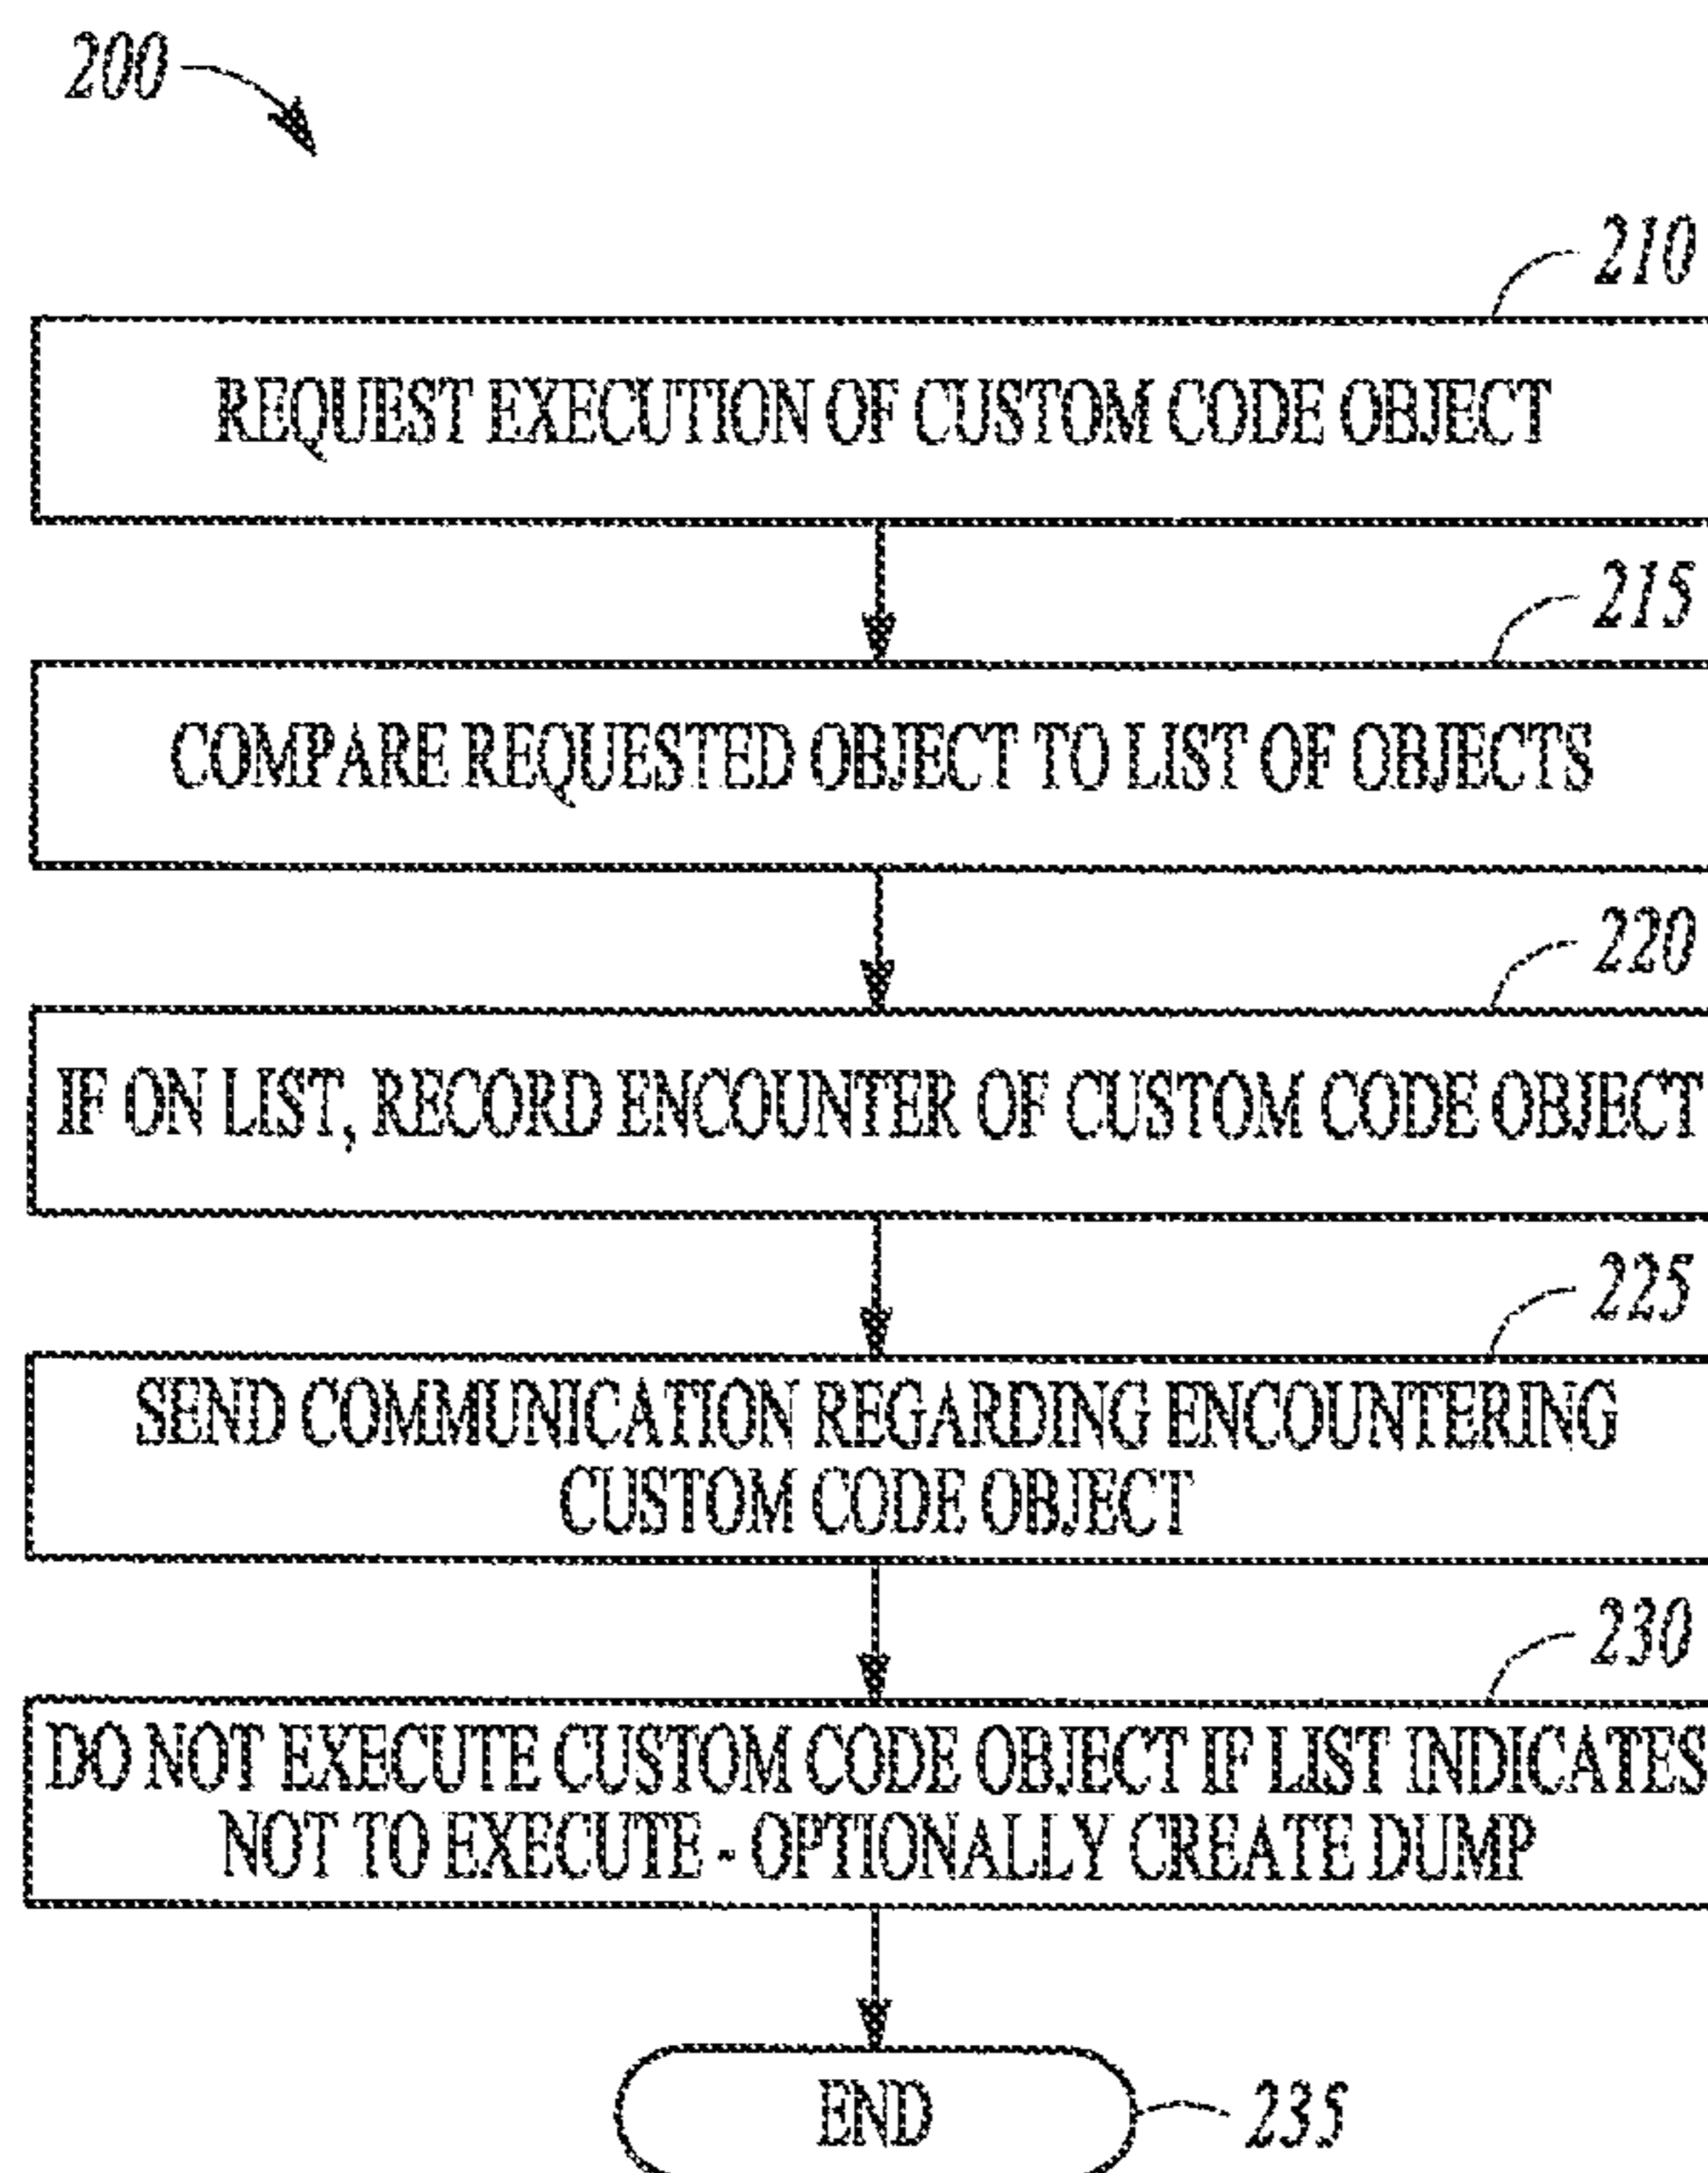 200
210
REQUEST EXECUTION OF CUSTOM CODE OBJECT
215
COMPARE REQUESTED OBJECT TO LIST OF OBJECTS
220
IF ON LIST, RECORD ENCOUNTER OF CUSTOM CODE OBJECT
225
SEND COMMUNICATION REGARDING ENCOUNTERING
CUSTOM CODE OBJECT
230
DO NOT EXECUTE CUSTOM CODE OBJECT IF LIST INDICATES
NOT TO EXECUTE - OPTIONALLY CREATE DUMP
END
235